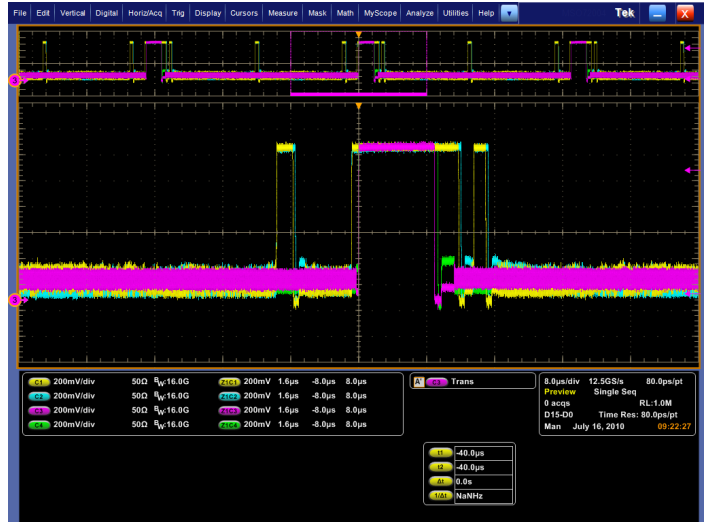 File Edit Vertical Digital Horiz/Acq Trig Display Cursors Measure Mask Math MyScope Analyze Utilities Help Tek X
C1 200mV/div 50Ω BW:16.0G Z1C1 200mV 1.6µs -8.0µs 8.0µs
C2 200mV/div 50Ω BW:16.0G Z1C2 200mV 1.6µs -8.0µs 8.0µs
C3 200mV/div 50Ω BW:16.0G Z1C3 200mV 1.6µs -8.0µs 8.0µs
C4 200mV/div 50Ω BW:16.0G Z1C4 200mV 1.6µs -8.0µs 8.0µs
A' C3 Trans
8.0µs/div 12.5GS/s 80.0ps/pt
Preview Single Seq
0 acqs RL:1.0M
D15-D0 Time Res: 80.0ps/pt
Man July 16, 2010 09:22:27
t1 -40.0µs
t2 -40.0µs
Δt 0.0s
1/Δt NaNHz